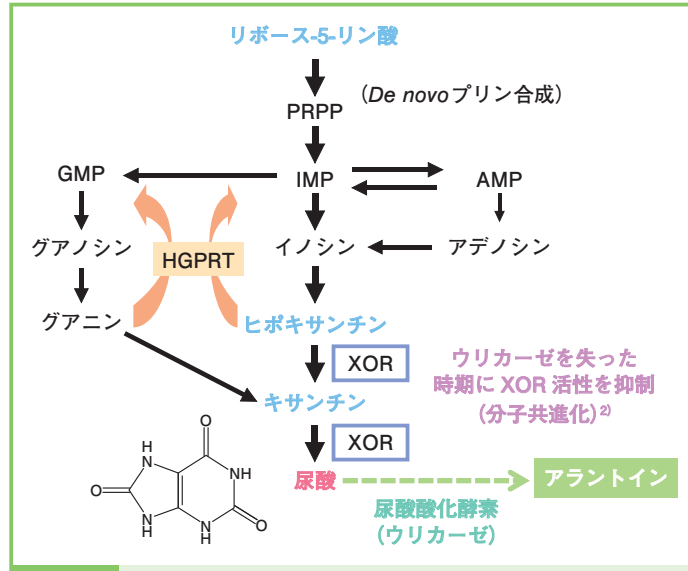 リボース-5-リン酸
(De novoプリン合成)
PRPP
GMP
IMP
AMP
グアノシン
HGPRT
イノシン
アデノシン
グアニン
ヒポキサンチン
XOR
ウリカーゼを失った
時期に XOR 活性を抑制
(分子共進化)2)
キサンチン
XOR
尿酸
アラントイン
尿酸酸化酵素
(ウリカーゼ)
O
H
N
NH
O
N
H
N
H
O